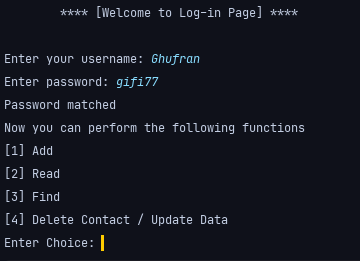 **** [Welcome to Log-in Page] ****
Enter your username: Ghufran
Enter password: gifi77
Password matched
Now you can perform the following functions
[1] Add
[2] Read
[3] Find
[4] Delete Contact / Update Data
Enter Choice: